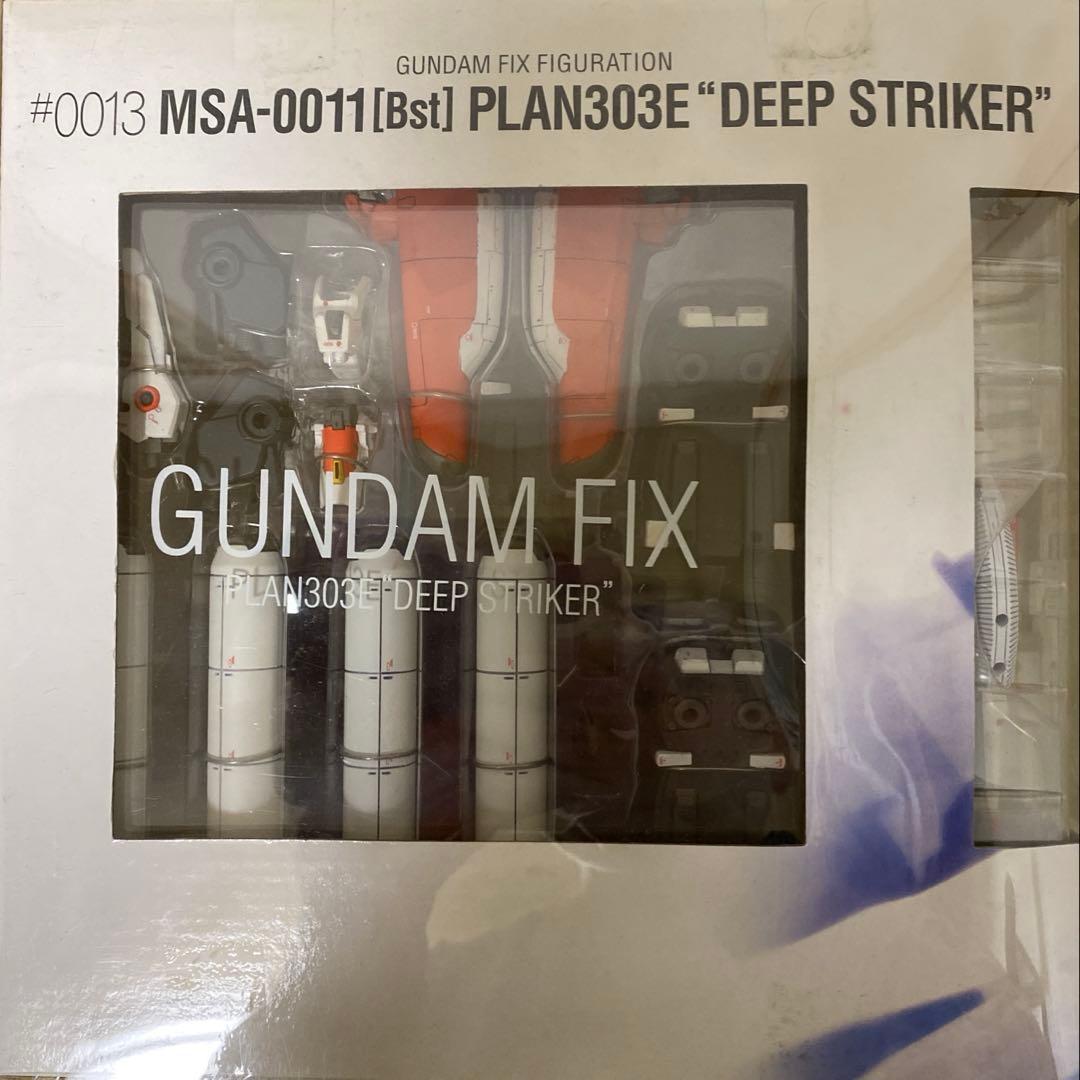 GUNDAM FIX FIGURATION
#0013 MSA-0011[Bst] PLAN303E “DEEP STRIKER”
GUNDAM FIX
PLAN303E “DEEP STRIKER”